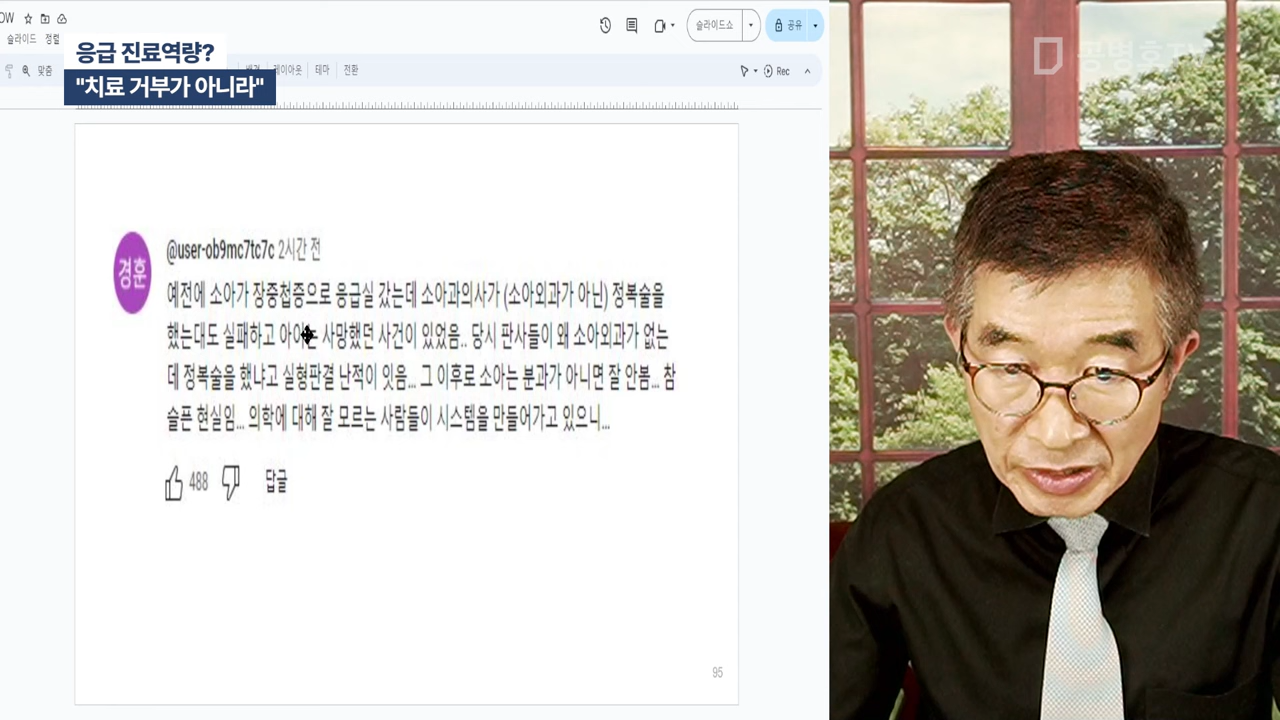 OW
슬라이드쇼
공유
슬라이드 정렬
응급 진료역량?
"치료 거부가 아니라"
맞춤
배경 레이아웃 테마 전환
Rec
공병호TV
경훈
@user-ob9mc7tc7c 2시간 전
예전에 소아가 장중첩증으로 응급실 갔는데 소아과의사가 (소아외과가 아닌) 정복술을
했는대도 실패하고 아이는 사망했던 사건이 있었음.. 당시 판사들이 왜 소아외과가 없는
데 정복술을 했냐고 실형판결 난적이 잇음... 그 이후로 소아는 분과가 아니면 잘 안봄... 참
슬픈 현실임... 의학에 대해 잘 모르는 사람들이 시스템을 만들어가고 있으니...
488 답글
95